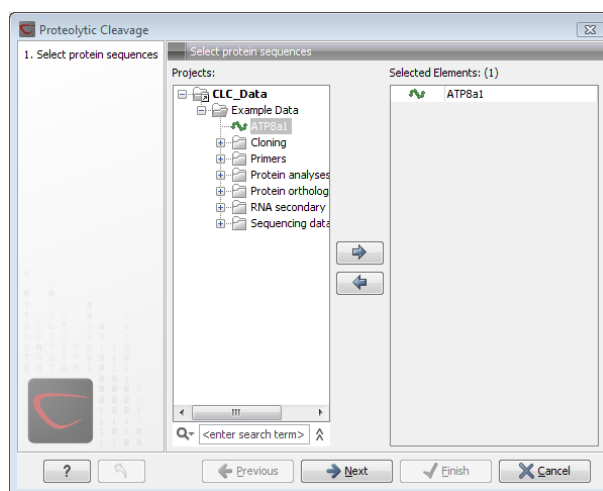 Proteolytic Cleavage
1. Select protein sequences
Select protein sequences
Projects:
CLC_Data
Example Data
ATP8a1
Cloning
Primers
Protein analyses
Protein ortholog
RNA secondary
Sequencing data
<enter search term>
Selected Elements: (1)
ATP8a1
?
Previous
Next
Finish
Cancel